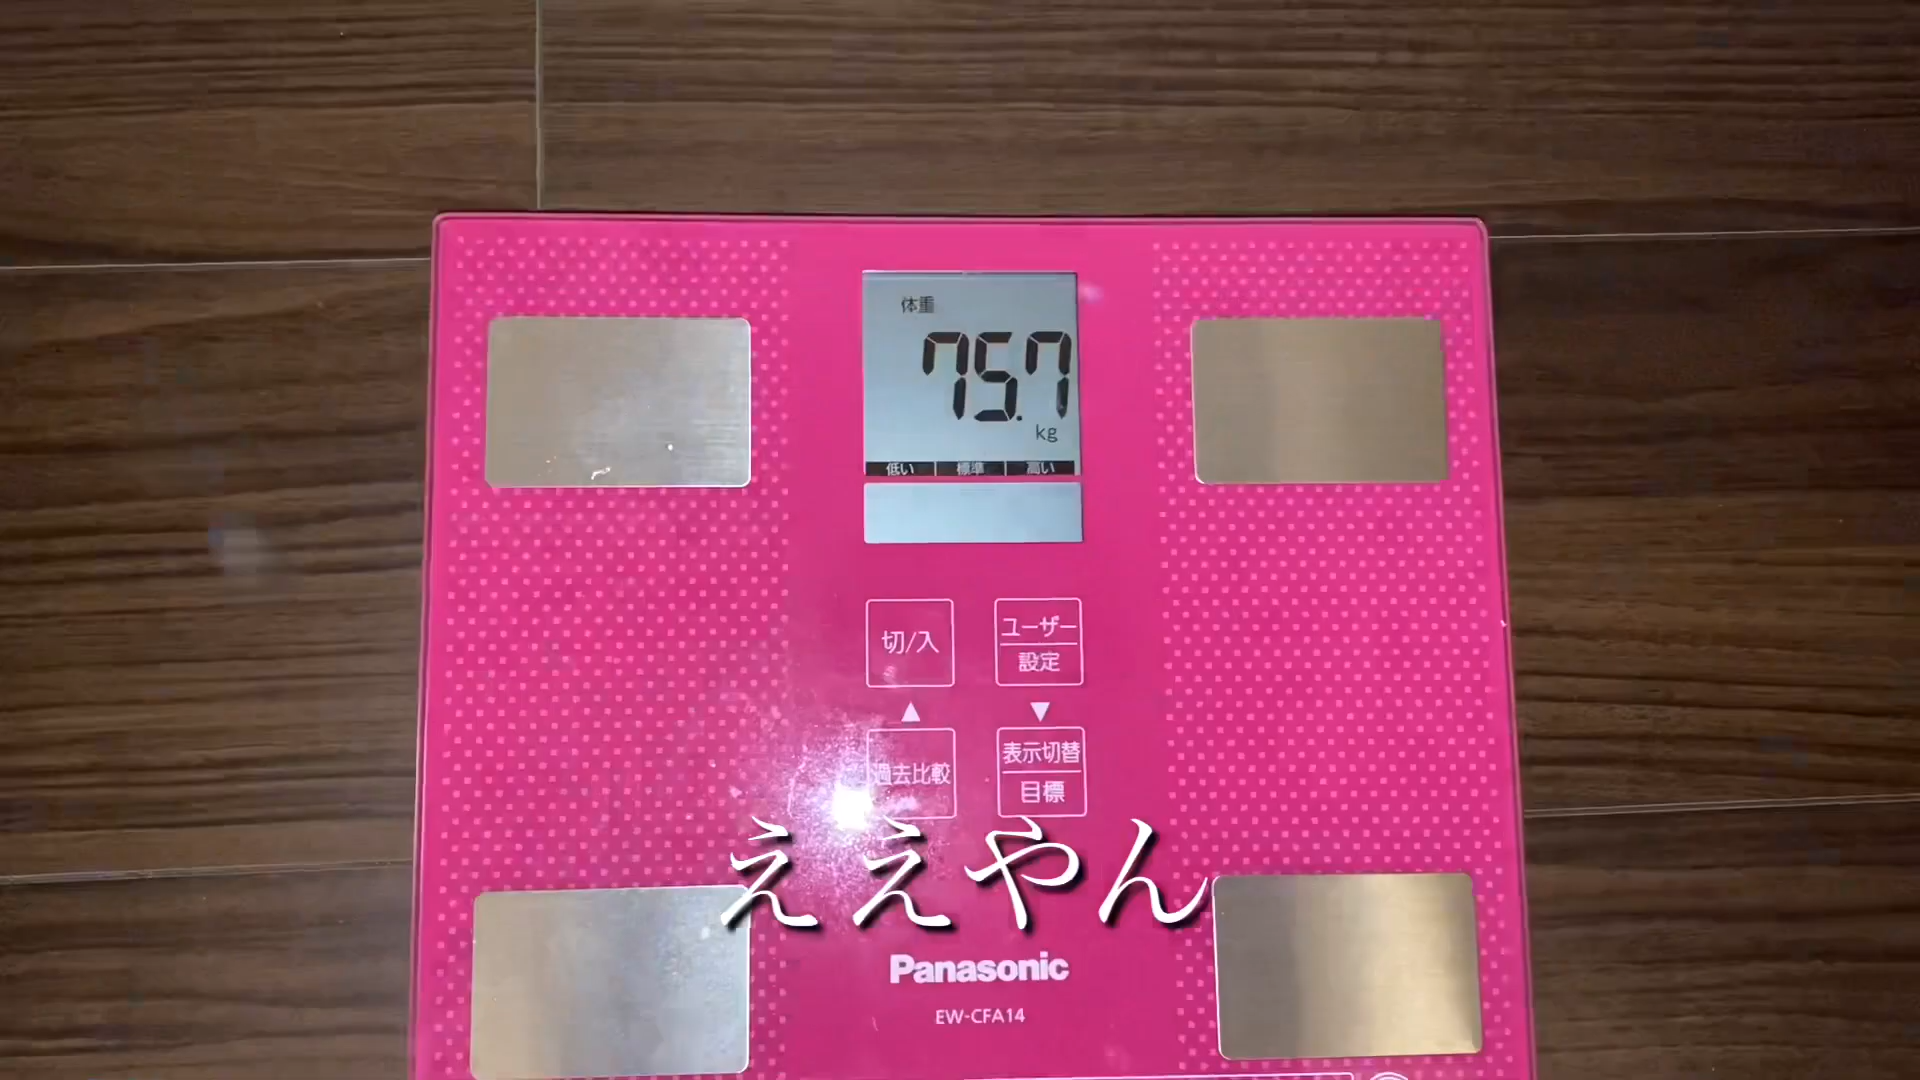 体重
75.7
kg
低い 標準 高い
切/入
ユーザー
設定
▲ ▼
過去比較
表示切替
目標
ええやん
Panasonic
EW-CFA14